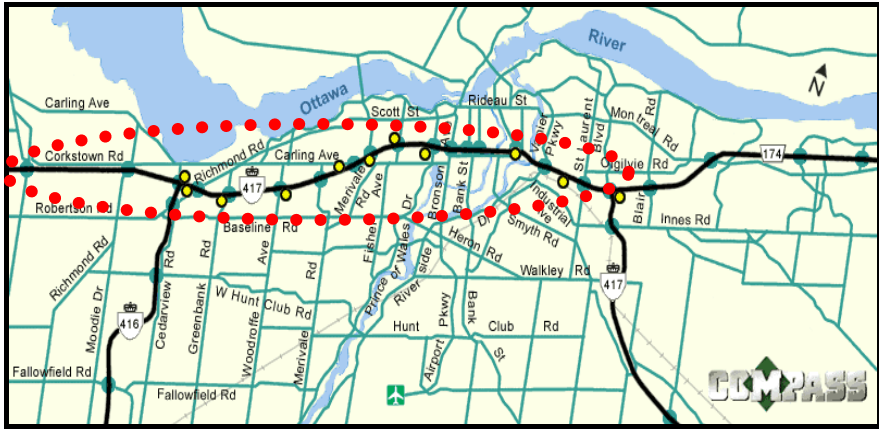 River
Ottawa
Carling Ave
Scott St
Rideau St
Montreal Rd
Vanier Pkwy
St Laurent Blvd
Ogilvie Rd
174
Corkstown Rd
Richmond Rd
Carling Ave
417
Merivale Rd
Fisher Ave
Prince of Wales Dr
Bronson Ave
Bank St
Riverside Dr
Industrial Ave
Blair
Innes Rd
Robertson Rd
Baseline Rd
Smyth Rd
Heron Rd
Walkley Rd
417
Richmond Rd
Moodie Dr
416
Cedarview Rd
Greenbank Rd
Woodroffe Ave
Merivale Rd
W Hunt Club Rd
Hunt Club Rd
Airport Pkwy
Bank St
Fallowfield Rd
Fallowfield Rd
N
COMPASS